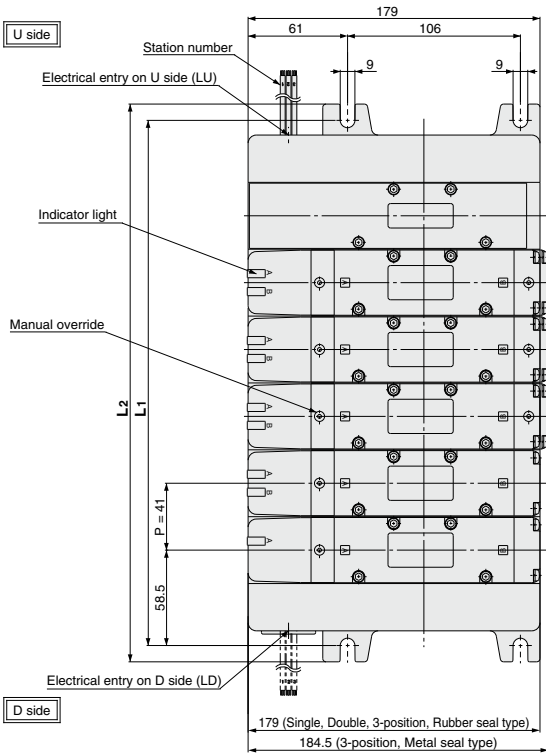 179
U side
61
106
Station number
9
9
Electrical entry on U side (LU)
Indicator light
A
B
A
B
Manual override
A
B
A
B
L2
L1
A
B
A
B
A
B
A
B
P = 41
A
B
A
A
B
58.5
Electrical entry on D side (LD)
D side
179 (Single, Double, 3-position, Rubber seal type)
184.5 (3-position, Metal seal type)